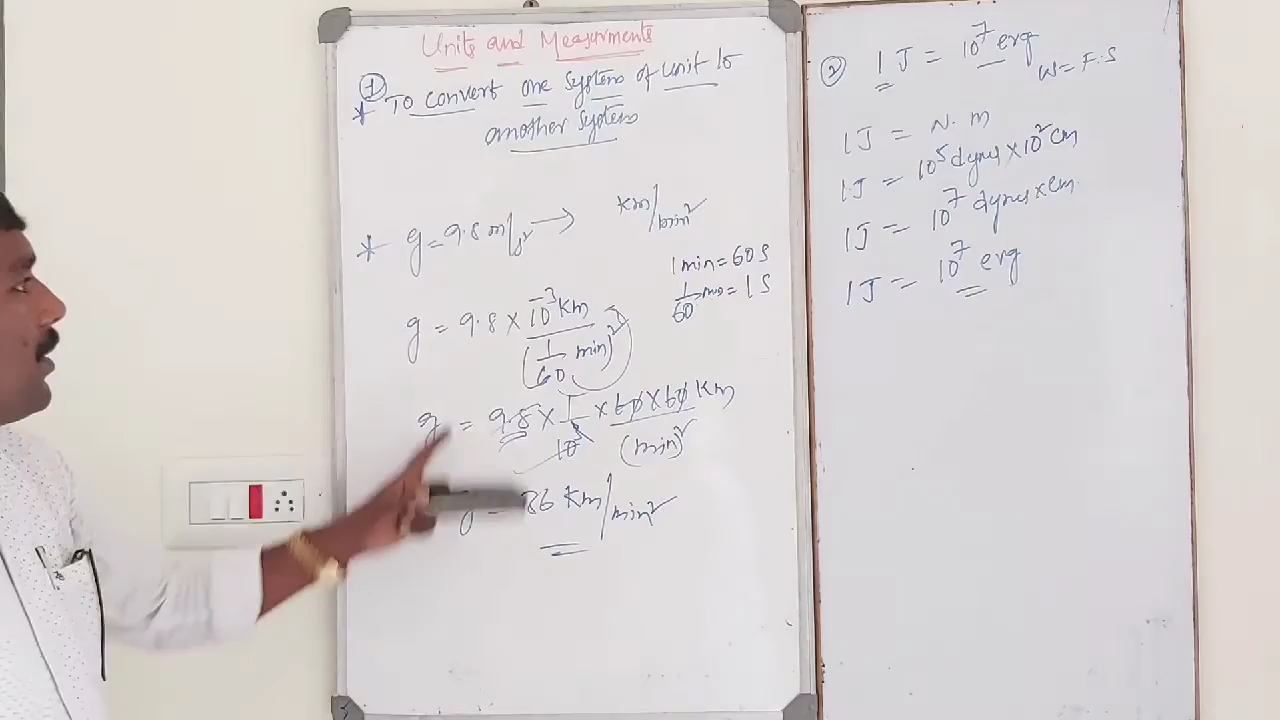 Units and Measurments
①
* To convert one System of unit to
another System
* g = 9.8 m/s² → km/min²
1 min = 60 S
1/60 min = 1 S
g = 9.8 × 10⁻³ Km / (1/60 min)²
g = 9.8 × 1/10³ × 60 × 60 Km / (min)²
g = 36 Km/min²
② 1 J = 10⁷ erg
W = F. S
1 J = N. m
1 J = 10⁵ dynes × 10² cm
1 J = 10⁷ dynes × cm
1 J = 10⁷ erg